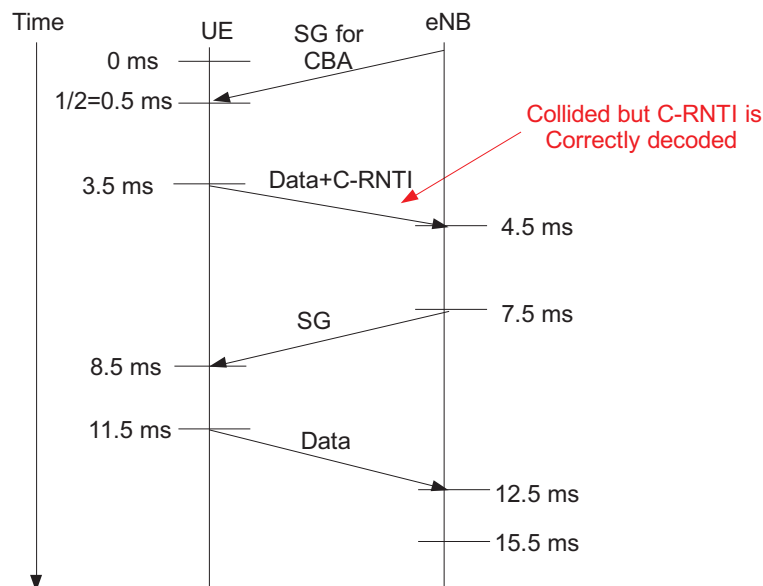 Time
UE
SG for
CBA
eNB
0 ms
1/2=0.5 ms
Collided but C-RNTI is
Correctly decoded
3.5 ms
Data+C-RNTI
4.5 ms
SG
7.5 ms
8.5 ms
11.5 ms
Data
12.5 ms
15.5 ms